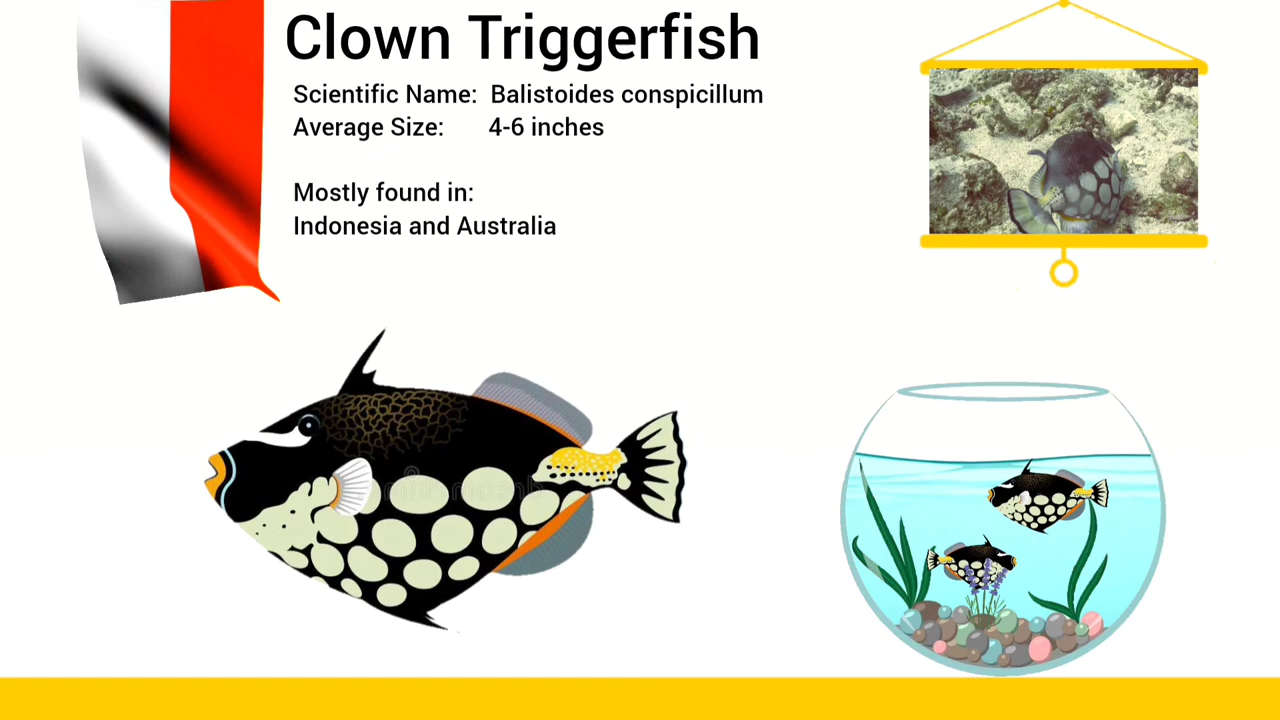 Clown Triggerfish
Scientific Name: Balistoides conspicillum
Average Size: 4-6 inches
Mostly found in:
Indonesia and Australia